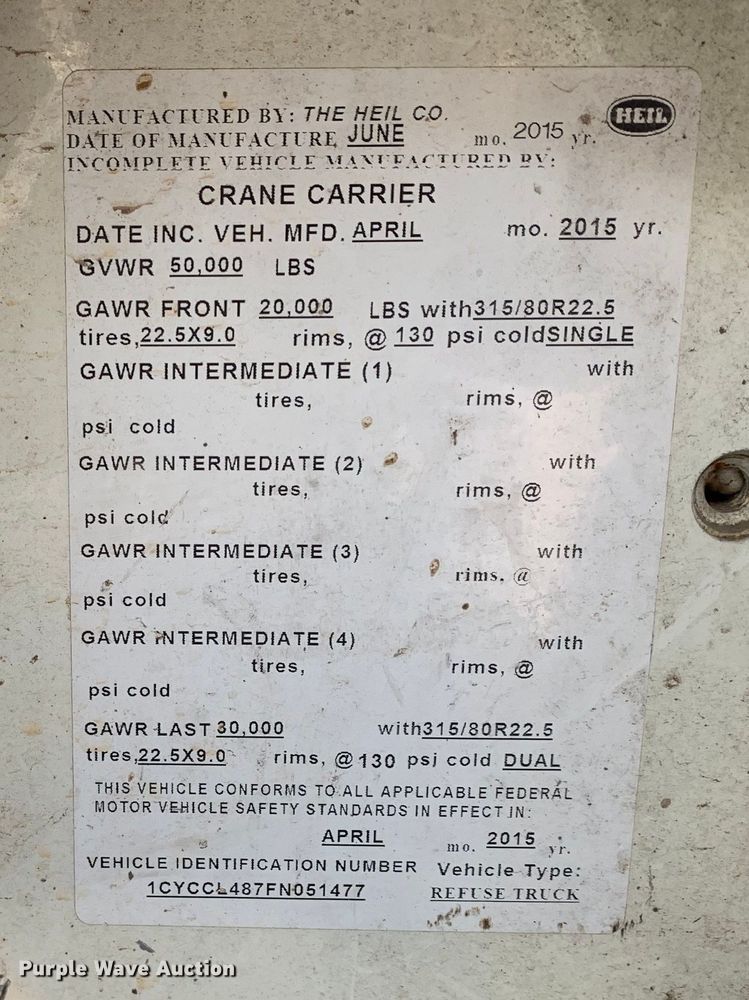 MANUFACTURED BY: THE HEIL CO.
HEIL
DATE OF MANUFACTURE JUNE mo. 2015 yr.
INCOMPLETE VEHICLE MANUFACTURED BY:
CRANE CARRIER
DATE INC. VEH. MFD. APRIL mo. 2015 yr.
GVWR 50,000 LBS
GAWR FRONT 20,000 LBS with 315/80R22.5
tires, 22.5X9.0 rims, @ 130 psi cold SINGLE
GAWR INTERMEDIATE (1) with
tires, rims, @
psi cold
GAWR INTERMEDIATE (2) with
tires, rims, @
psi cold
GAWR INTERMEDIATE (3) with
tires, rims. @
psi cold
GAWR INTERMEDIATE (4) with
tires, rims, @
psi cold
GAWR LAST 30,000 with 315/80R22.5
tires, 22.5X9.0 rims, @ 130 psi cold DUAL
THIS VEHICLE CONFORMS TO ALL APPLICABLE FEDERAL
MOTOR VEHICLE SAFETY STANDARDS IN EFFECT IN:
APRIL mo. 2015 yr.
VEHICLE IDENTIFICATION NUMBER Vehicle Type:
1CYCCL487FN051477 REFUSE TRUCK
Purple Wave Auction